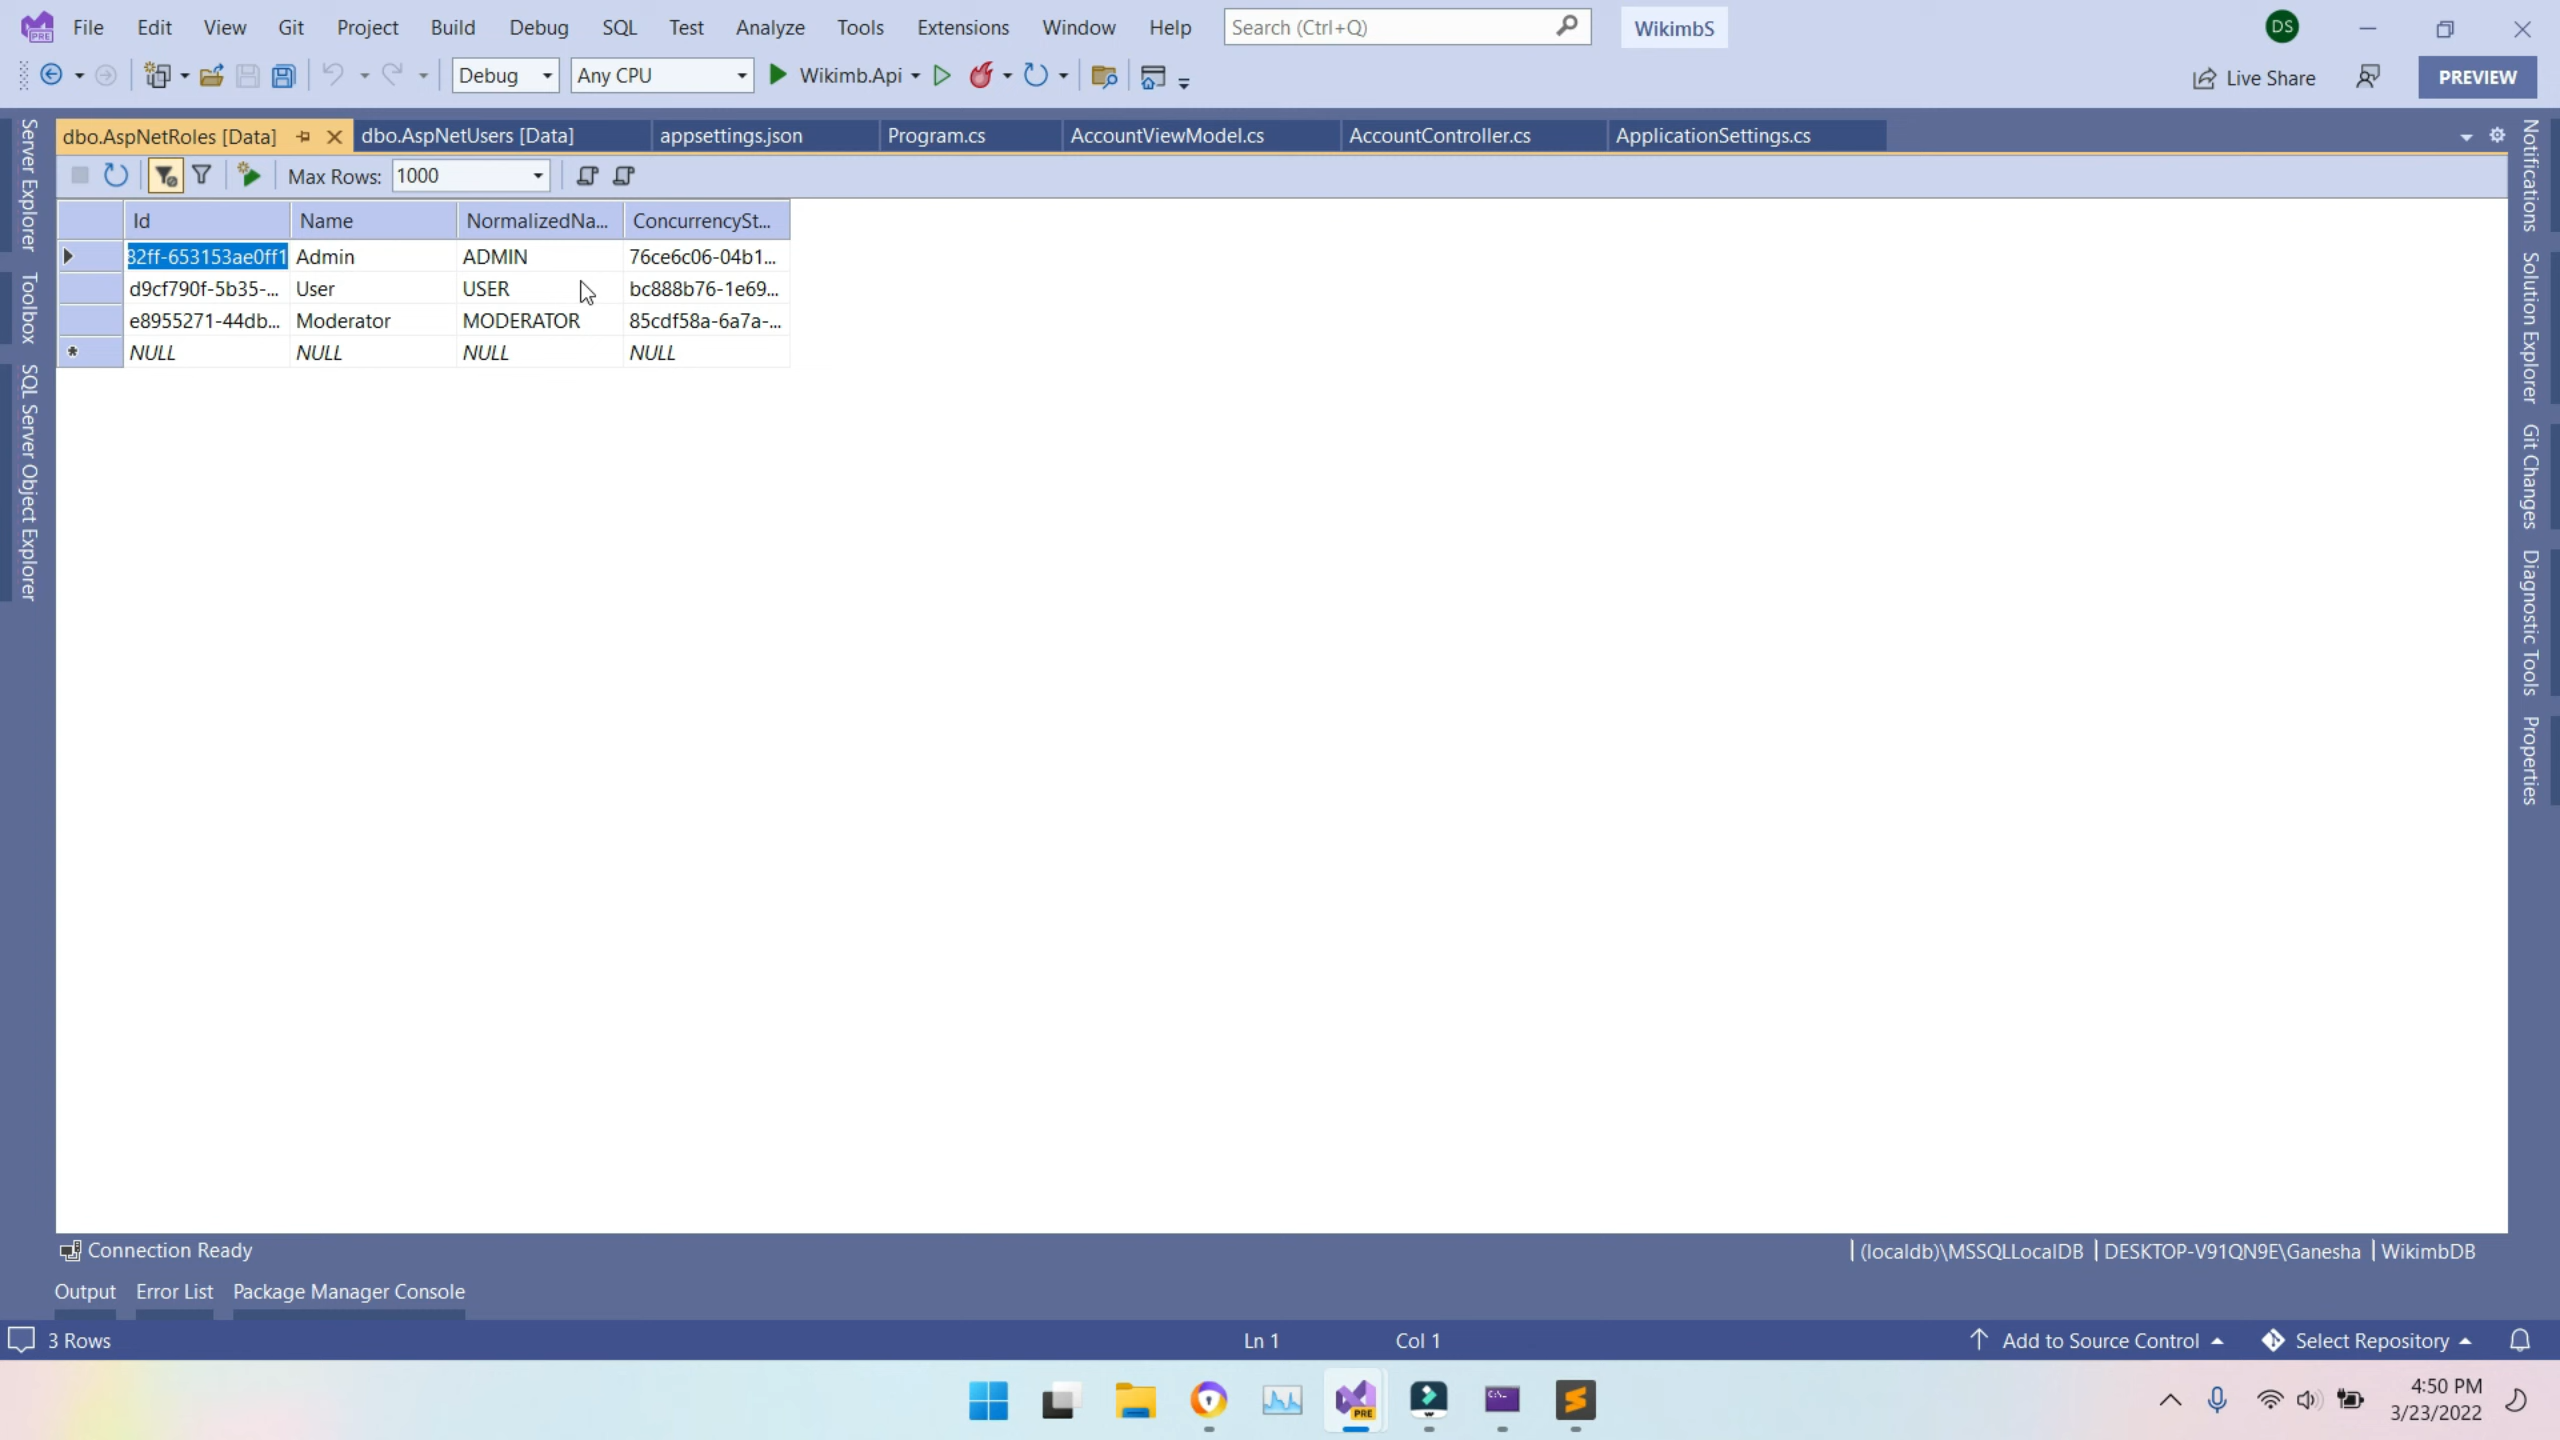 File Edit View Git Project Build Debug SQL Test Analyze Tools Extensions Window Help Search (Ctrl+Q) WikimbS DS
Debug Any CPU Wikimb.Api Live Share PREVIEW
dbo.AspNetRoles [Data] dbo.AspNetUsers [Data] appsettings.json Program.cs AccountViewModel.cs AccountController.cs ApplicationSettings.cs
Max Rows: 1000
Id Name NormalizedNa... ConcurrencySt...
82ff-653153ae0ff1 Admin ADMIN 76ce6c06-04b1...
d9cf790f-5b35-... User USER bc888b76-1e69...
e8955271-44db... Moderator MODERATOR 85cdf58a-6a7a-...
* NULL NULL NULL NULL
Server Explorer
Toolbox
SQL Server Object Explorer
Notifications
Solution Explorer
Git Changes
Diagnostic Tools
Properties
Connection Ready (localdb)\MSSQLLocalDB DESKTOP-V91QN9E\Ganesha WikimbDB
Output Error List Package Manager Console
3 Rows Ln 1 Col 1 Add to Source Control Select Repository
PRE
4:50 PM
3/23/2022